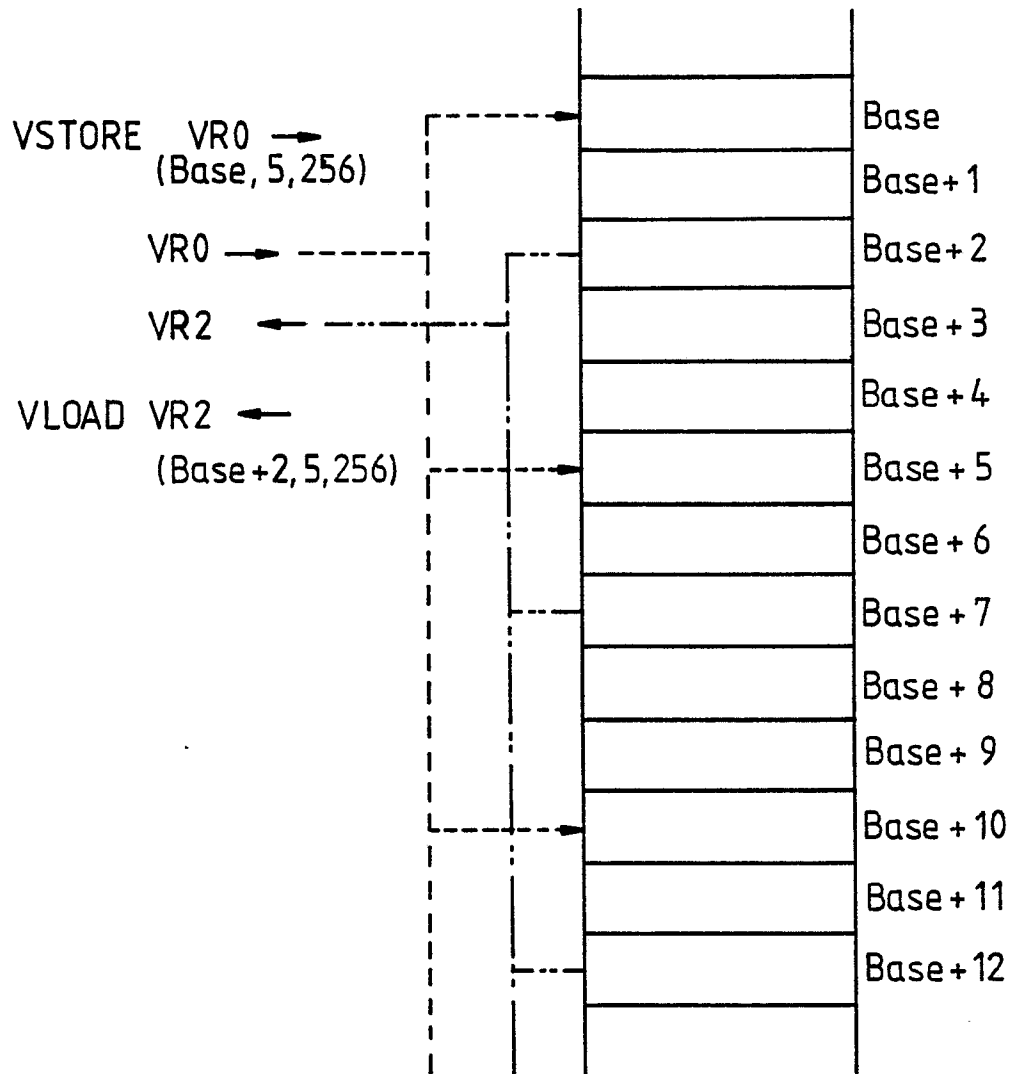 VSTORE VR0 →
(Base, 5, 256)
VR0 →
VR2 ←
VLOAD VR2 ←
(Base+2, 5, 256)
Base
Base+1
Base+2
Base+3
Base+4
Base+5
Base+6
Base+7
Base+8
Base+9
Base+10
Base+11
Base+12